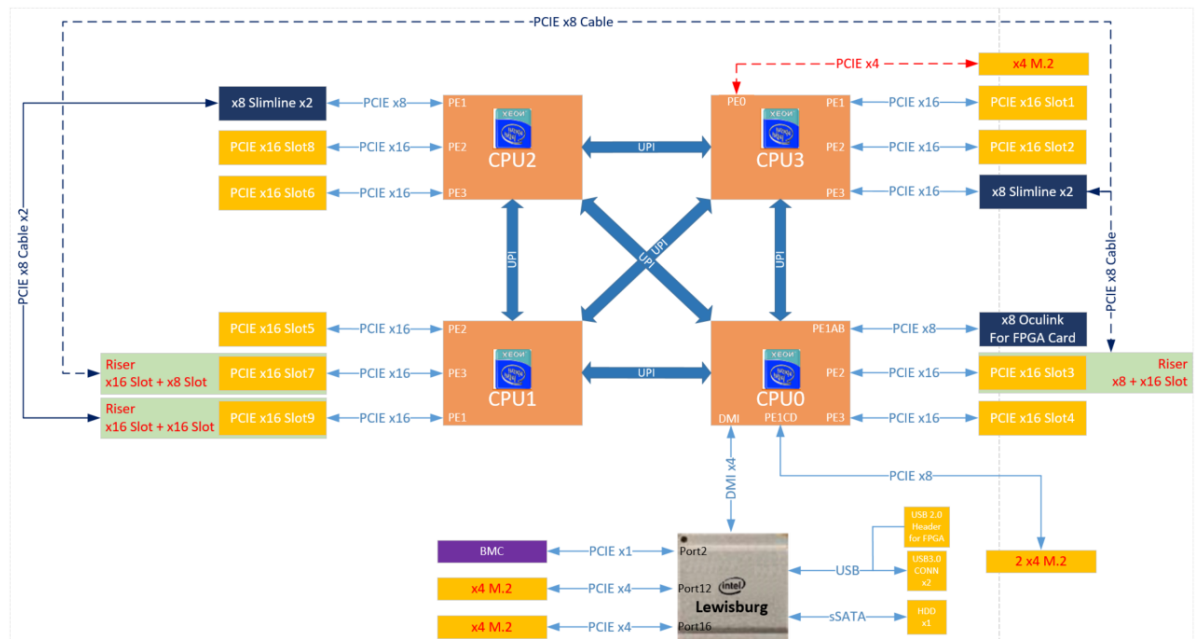 PCIE x8 Cable
PCIE x4
x4 M.2
x8 Slimline x2
PCIE x8
PE1
XEON
CPU2
PE0
PE1
XEON
CPU3
PCIE x16
PCIE x16 Slot1
PCIE x16 Slot8
PCIE x16
PE2
UPI
PE2
PCIE x16
PCIE x16 Slot2
PCIE x16 Slot6
PCIE x16
PE3
PE3
PCIE x16
x8 Slimline x2
PCIE x8 Cable x2
UPI
UPI
UPI
UPI
PCIE x8 Cable
PCIE x16 Slot5
PCIE x16
PE2
XEON
CPU1
PE1AB
XEON
CPU0
PCIE x8
x8 Oculink
For FPGA Card
Riser
x16 Slot + x8 Slot
PCIE x16 Slot7
PCIE x16
PE3
UPI
PE2
PCIE x16
PCIE x16 Slot3
Riser
x8 + x16 Slot
Riser
x16 Slot + x16 Slot
PCIE x16 Slot9
PCIE x16
PE1
DMI
PE1CD
PE3
PCIE x16
PCIE x16 Slot4
DMI x4
PCIE x8
USB 2.0
Header
for FPGA
BMC
PCIE x1
Port2
USB
USB3.0
CONN
x2
2 x4 M.2
x4 M.2
PCIE x4
Port12
intel
Lewisburg
sSATA
HDD
x1
x4 M.2
PCIE x4
Port16